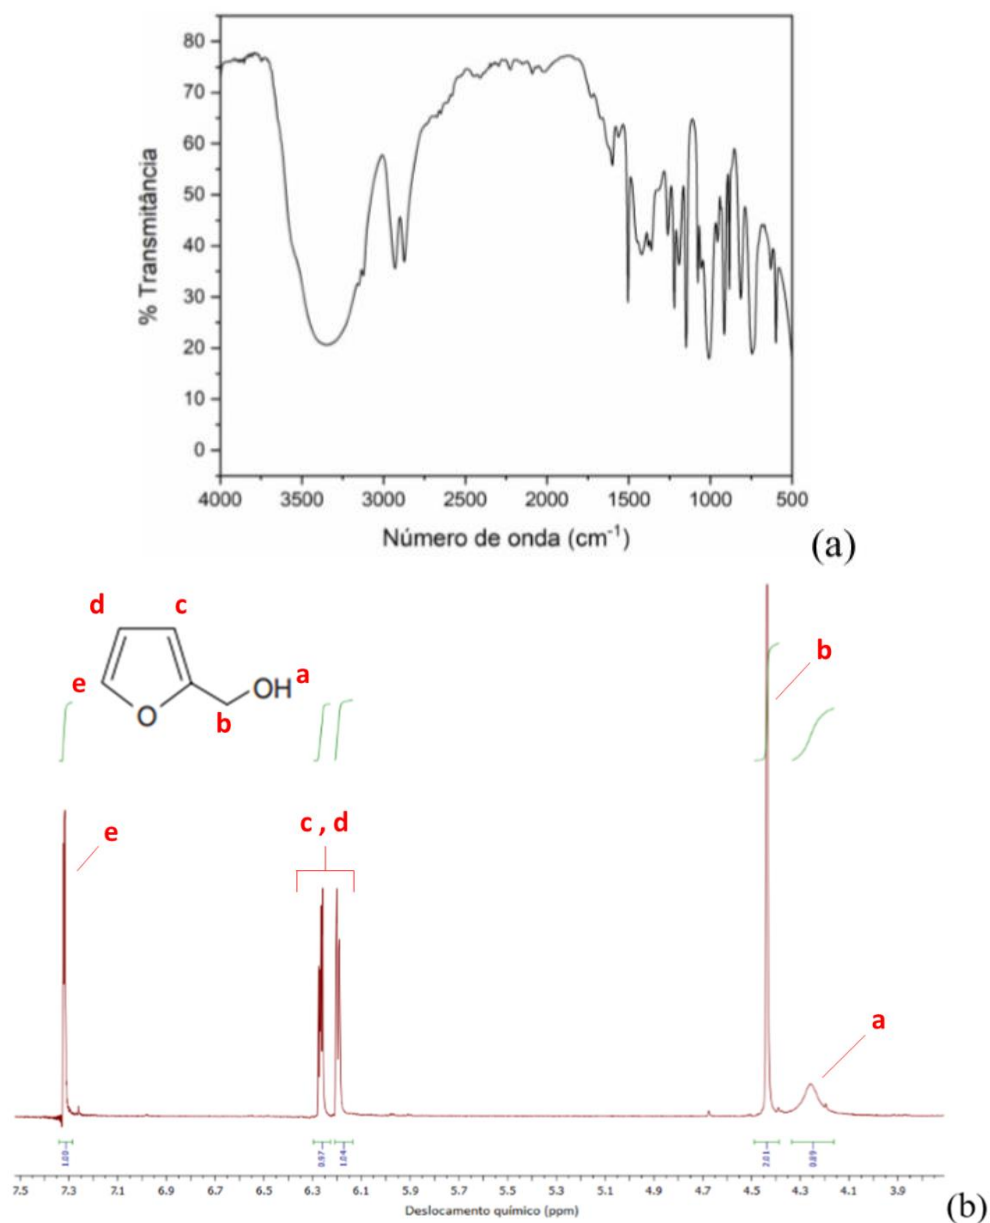 80
70
60
50
40
30
20
10
0
% Transmitância
4000 3500 3000 2500 2000 1500 1000 500
Número de onda (cm⁻¹)
(a)
d c
e OH a
O b
b
e
c , d
a
1.00 0.97 1.04 2.01 0.89
7.5 7.3 7.1 6.9 6.7 6.5 6.3 6.1 5.9 5.7 5.5 5.3 5.1 4.9 4.7 4.5 4.3 4.1 3.9
Deslocamento químico (ppm)
(b)